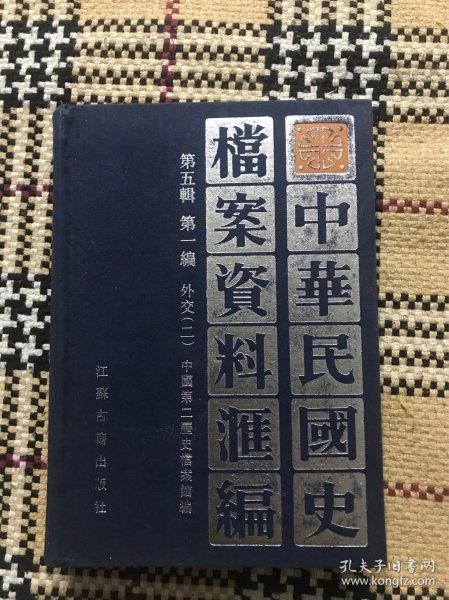 中華民國史
檔案資料滙編
第五輯 第一編 外交(二) 中國第二歷史檔案館編
江蘇古籍出版社
孔夫子旧书网
www.kongfz.com